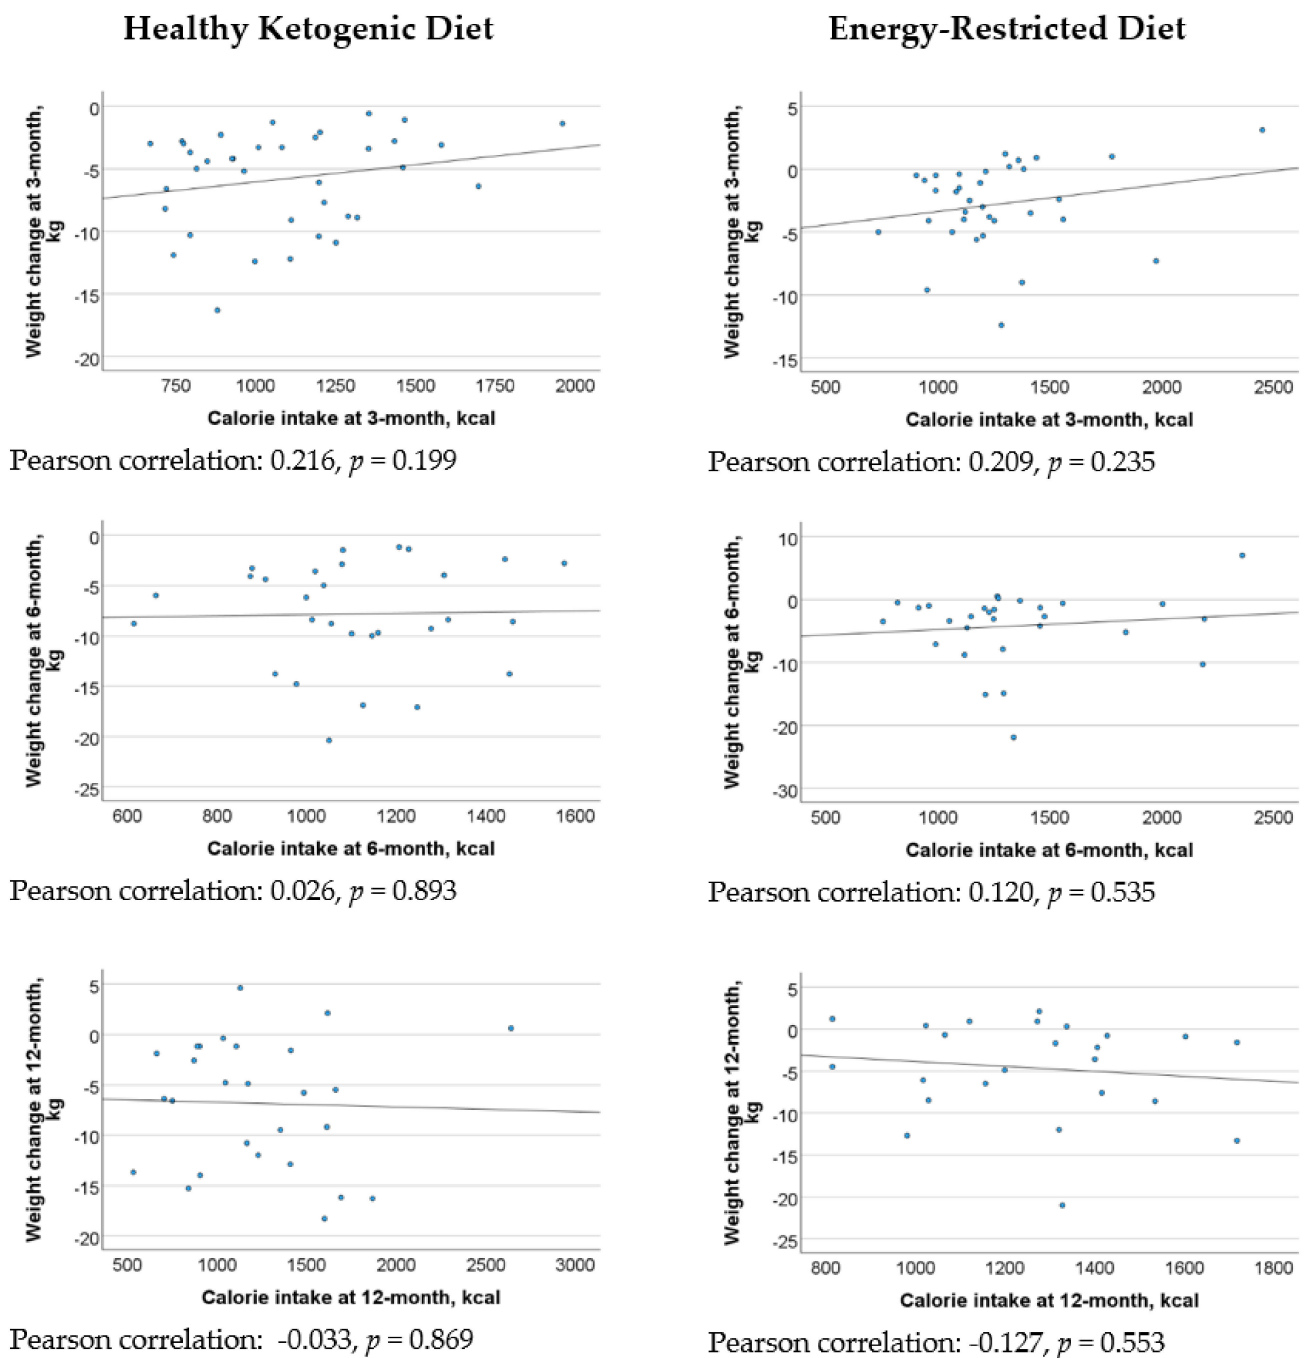 Healthy Ketogenic Diet
Energy-Restricted Diet
Weight change at 3-month,
kg
0
-5
-10
-15
-20
750 1000 1250 1500 1750 2000
Calorie intake at 3-month, kcal
Pearson correlation: 0.216, p = 0.199
Weight change at 3-month,
kg
5
0
-5
-10
-15
500 1000 1500 2000 2500
Calorie intake at 3-month, kcal
Pearson correlation: 0.209, p = 0.235
Weight change at 6-month,
kg
0
-5
-10
-15
-20
-25
600 800 1000 1200 1400 1600
Calorie intake at 6-month, kcal
Pearson correlation: 0.026, p = 0.893
Weight change at 6-month,
kg
10
0
-10
-20
-30
500 1000 1500 2000 2500
Calorie intake at 6-month, kcal
Pearson correlation: 0.120, p = 0.535
Weight change at 12-month,
kg
5
0
-5
-10
-15
-20
500 1000 1500 2000 2500 3000
Calorie intake at 12-month, kcal
Pearson correlation: -0.033, p = 0.869
Weight change at 12-month,
kg
5
0
-5
-10
-15
-20
-25
800 1000 1200 1400 1600 1800
Calorie intake at 12-month, kcal
Pearson correlation: -0.127, p = 0.553